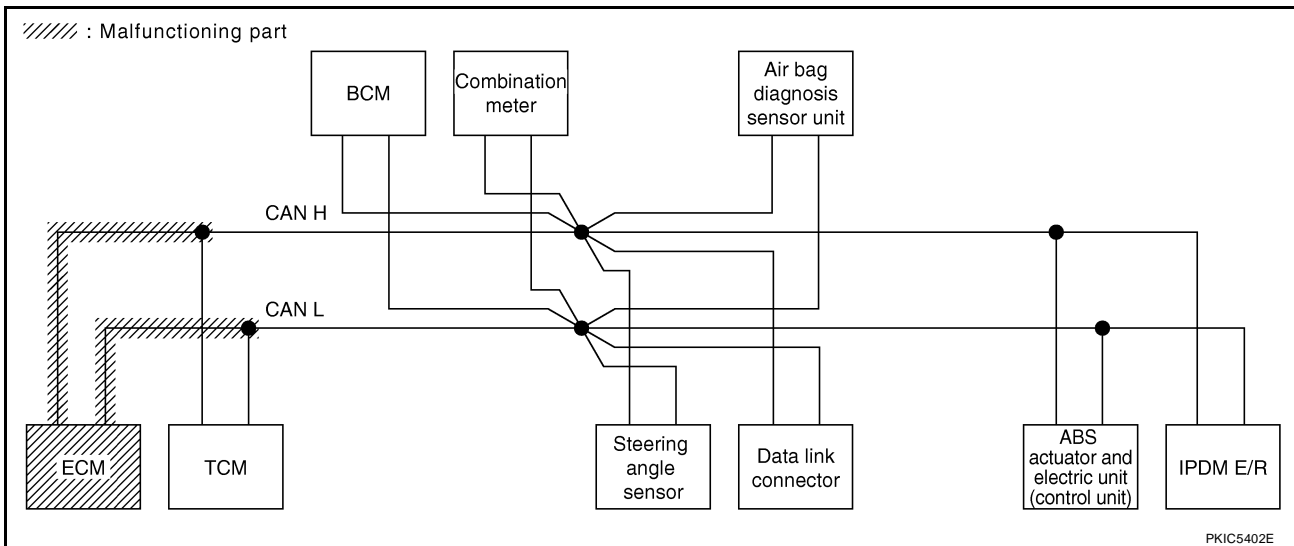 : Malfunctioning part
BCM
Combination
meter
Air bag
diagnosis
sensor unit
CAN H
CAN L
ECM
TCM
Steering
angle
sensor
Data link
connector
ABS
actuator and
electric unit
(control unit)
IPDM E/R
PKIC5402E